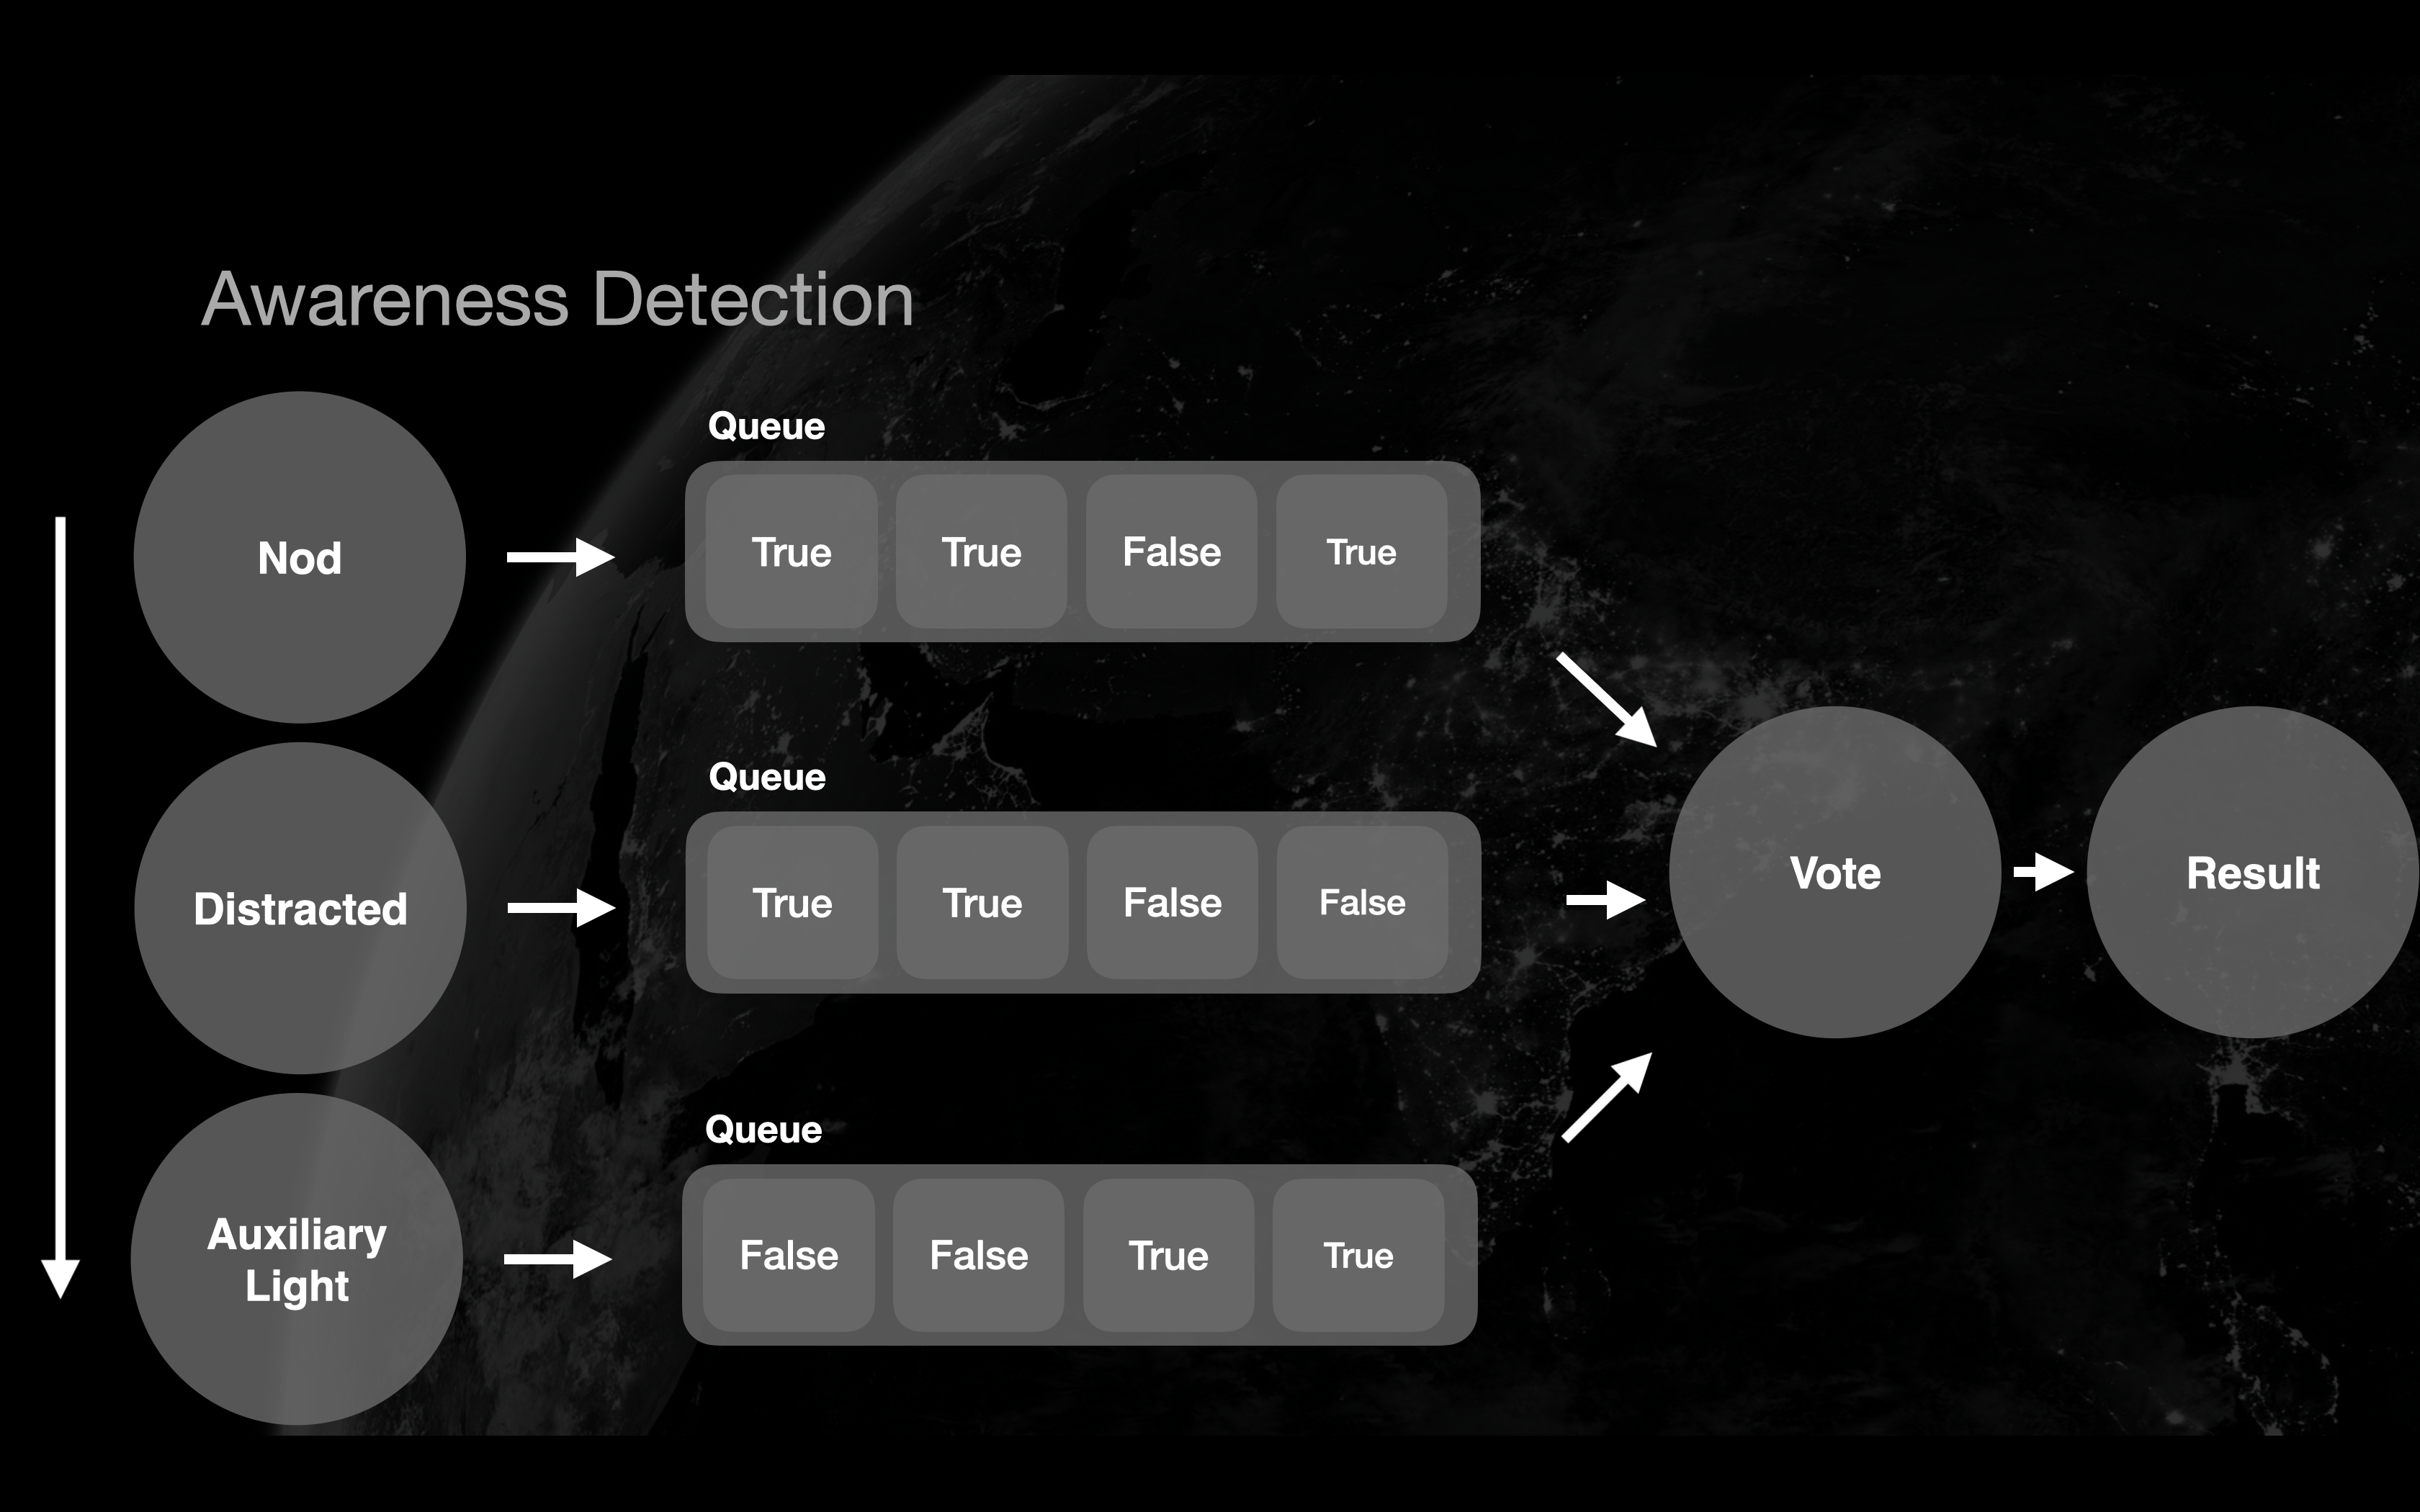 Awareness Detection
Nod
Queue
True True False True
Distracted
Queue
True True False False
Auxiliary
Light
Queue
False False True True
Vote
Result